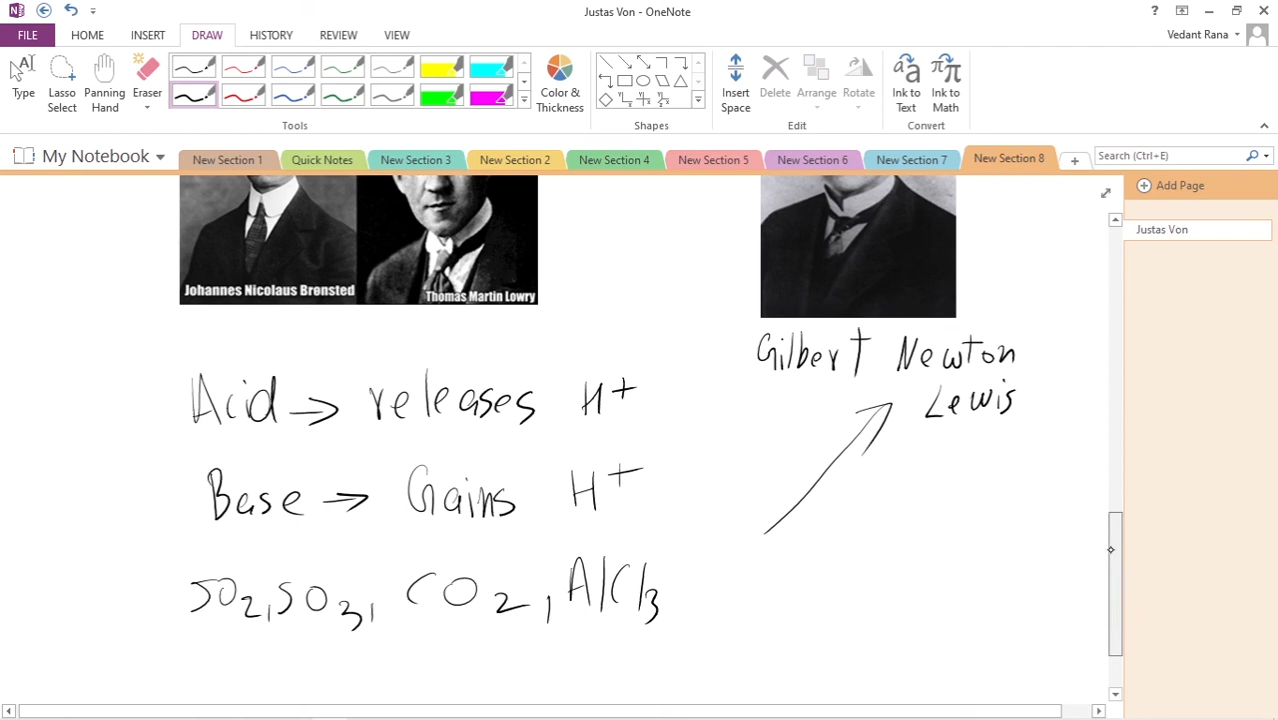 Justas Von - OneNote
?
FILE HOME INSERT DRAW HISTORY REVIEW VIEW
Vedant Rana
Type
Lasso Select
Panning Hand
Eraser
Color & Thickness
Insert Space
Delete
Arrange
Rotate
Ink to Text
Ink to Math
Tools
Shapes
Edit
Convert
My Notebook
New Section 1 Quick Notes New Section 3 New Section 2 New Section 4 New Section 5 New Section 6 New Section 7 New Section 8
Search (Ctrl+E)
Add Page
Justas Von
Johannes Nicolaus Brønsted
Thomas Martin Lowry
Gilbert Newton
Lewis
Acid → releases H+
Base → Gains H+
SO2, SO3, CO2, AlCl3